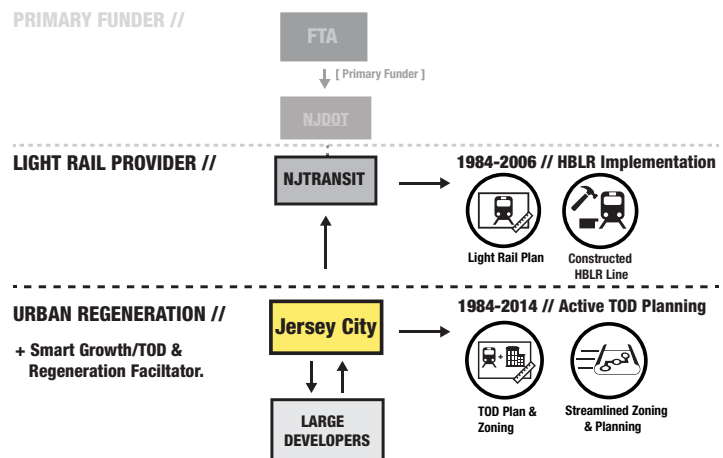 PRIMARY FUNDER //
FTA
[ Primary Funder ]
NJDOT
LIGHT RAIL PROVIDER //
NJTRANSIT
1984-2006 // HBLR Implementation
Light Rail Plan
Constructed
HBLR Line
URBAN REGENERATION //
+ Smart Growth/TOD &
Regeneration Faciltator.
Jersey City
1984-2014 // Active TOD Planning
TOD Plan &
Zoning
Streamlined Zoning
& Planning
LARGE
DEVELOPERS